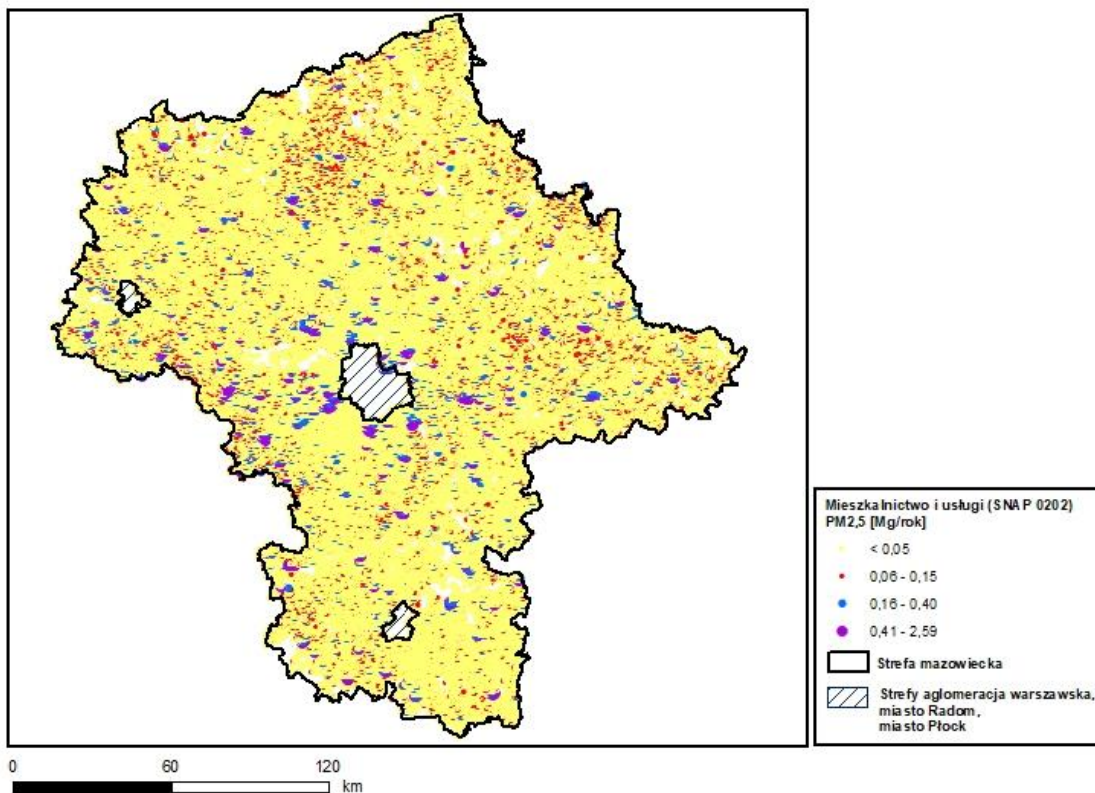 Mieszkalnictwo i usługi (SNAP 0202)
PM2,5 [Mg/rok]
< 0,05
0,06 - 0,15
0,16 - 0,40
0,41 - 2,59
Strefa mazowiecka
Strefy aglomeracja warszawska,
miasto Radom,
miasto Płock
0 60 120
km